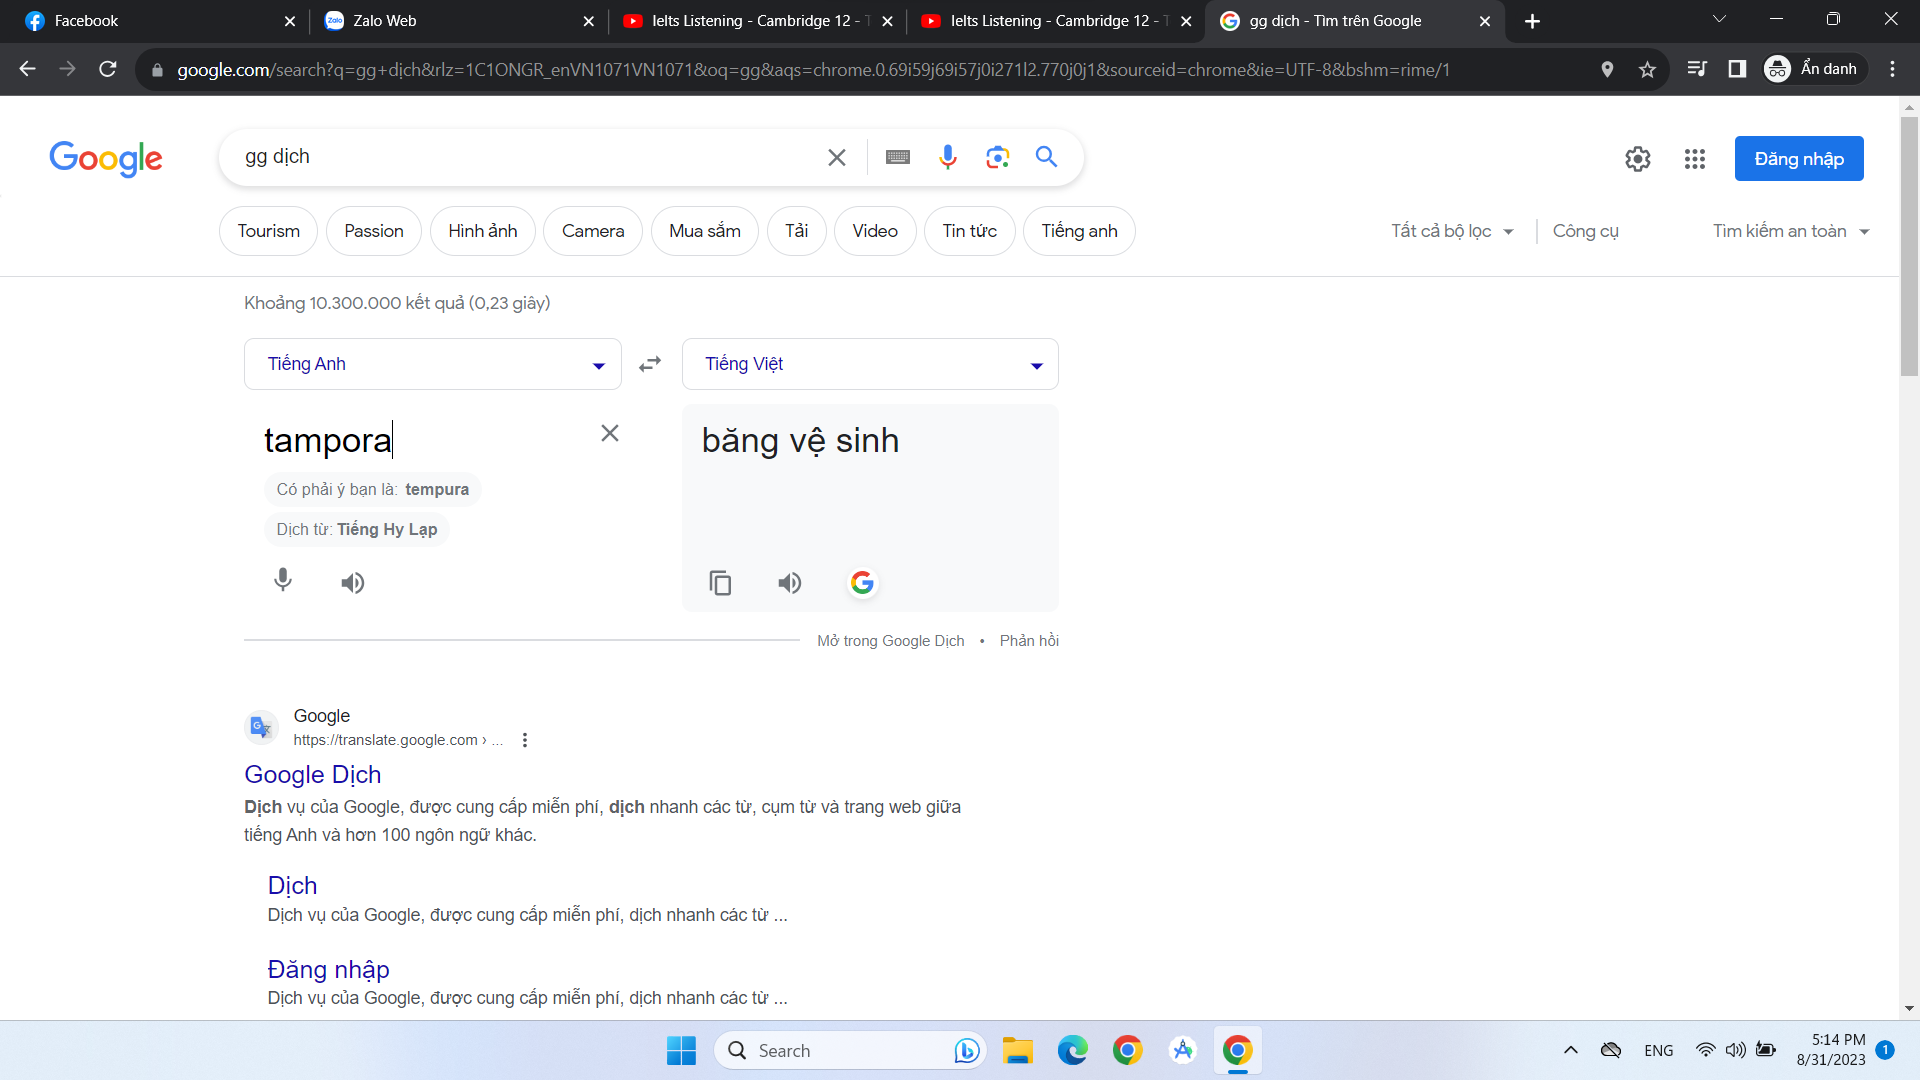 Facebook
Zalo Web
Ielts Listening - Cambridge 12 - T
Ielts Listening - Cambridge 12 - T
gg dịch - Tìm trên Google
google.com/search?q=gg+dịch&rlz=1C1ONGR_enVN1071VN1071&oq=gg&aqs=chrome.0.69i59j69i57j0i271l2.770j0j1&sourceid=chrome&ie=UTF-8&bshm=rime/1
Ẩn danh
Google
gg dịch
Đăng nhập
Tourism
Passion
Hình ảnh
Camera
Mua sắm
Tải
Video
Tin tức
Tiếng anh
Tất cả bộ lọc
Công cụ
Tìm kiếm an toàn
Khoảng 10.300.000 kết quả (0,23 giây)
Tiếng Anh
Tiếng Việt
tampora
băng vệ sinh
Có phải ý bạn là: tempura
Dịch từ: Tiếng Hy Lạp
Mở trong Google Dịch • Phản hồi
Google
https://translate.google.com › ...
Google Dịch
Dịch vụ của Google, được cung cấp miễn phí, dịch nhanh các từ, cụm từ và trang web giữa
tiếng Anh và hơn 100 ngôn ngữ khác.
Dịch
Dịch vụ của Google, được cung cấp miễn phí, dịch nhanh các từ ...
Đăng nhập
Dịch vụ của Google, được cung cấp miễn phí, dịch nhanh các từ ...
Search
ENG
5:14 PM
8/31/2023
1